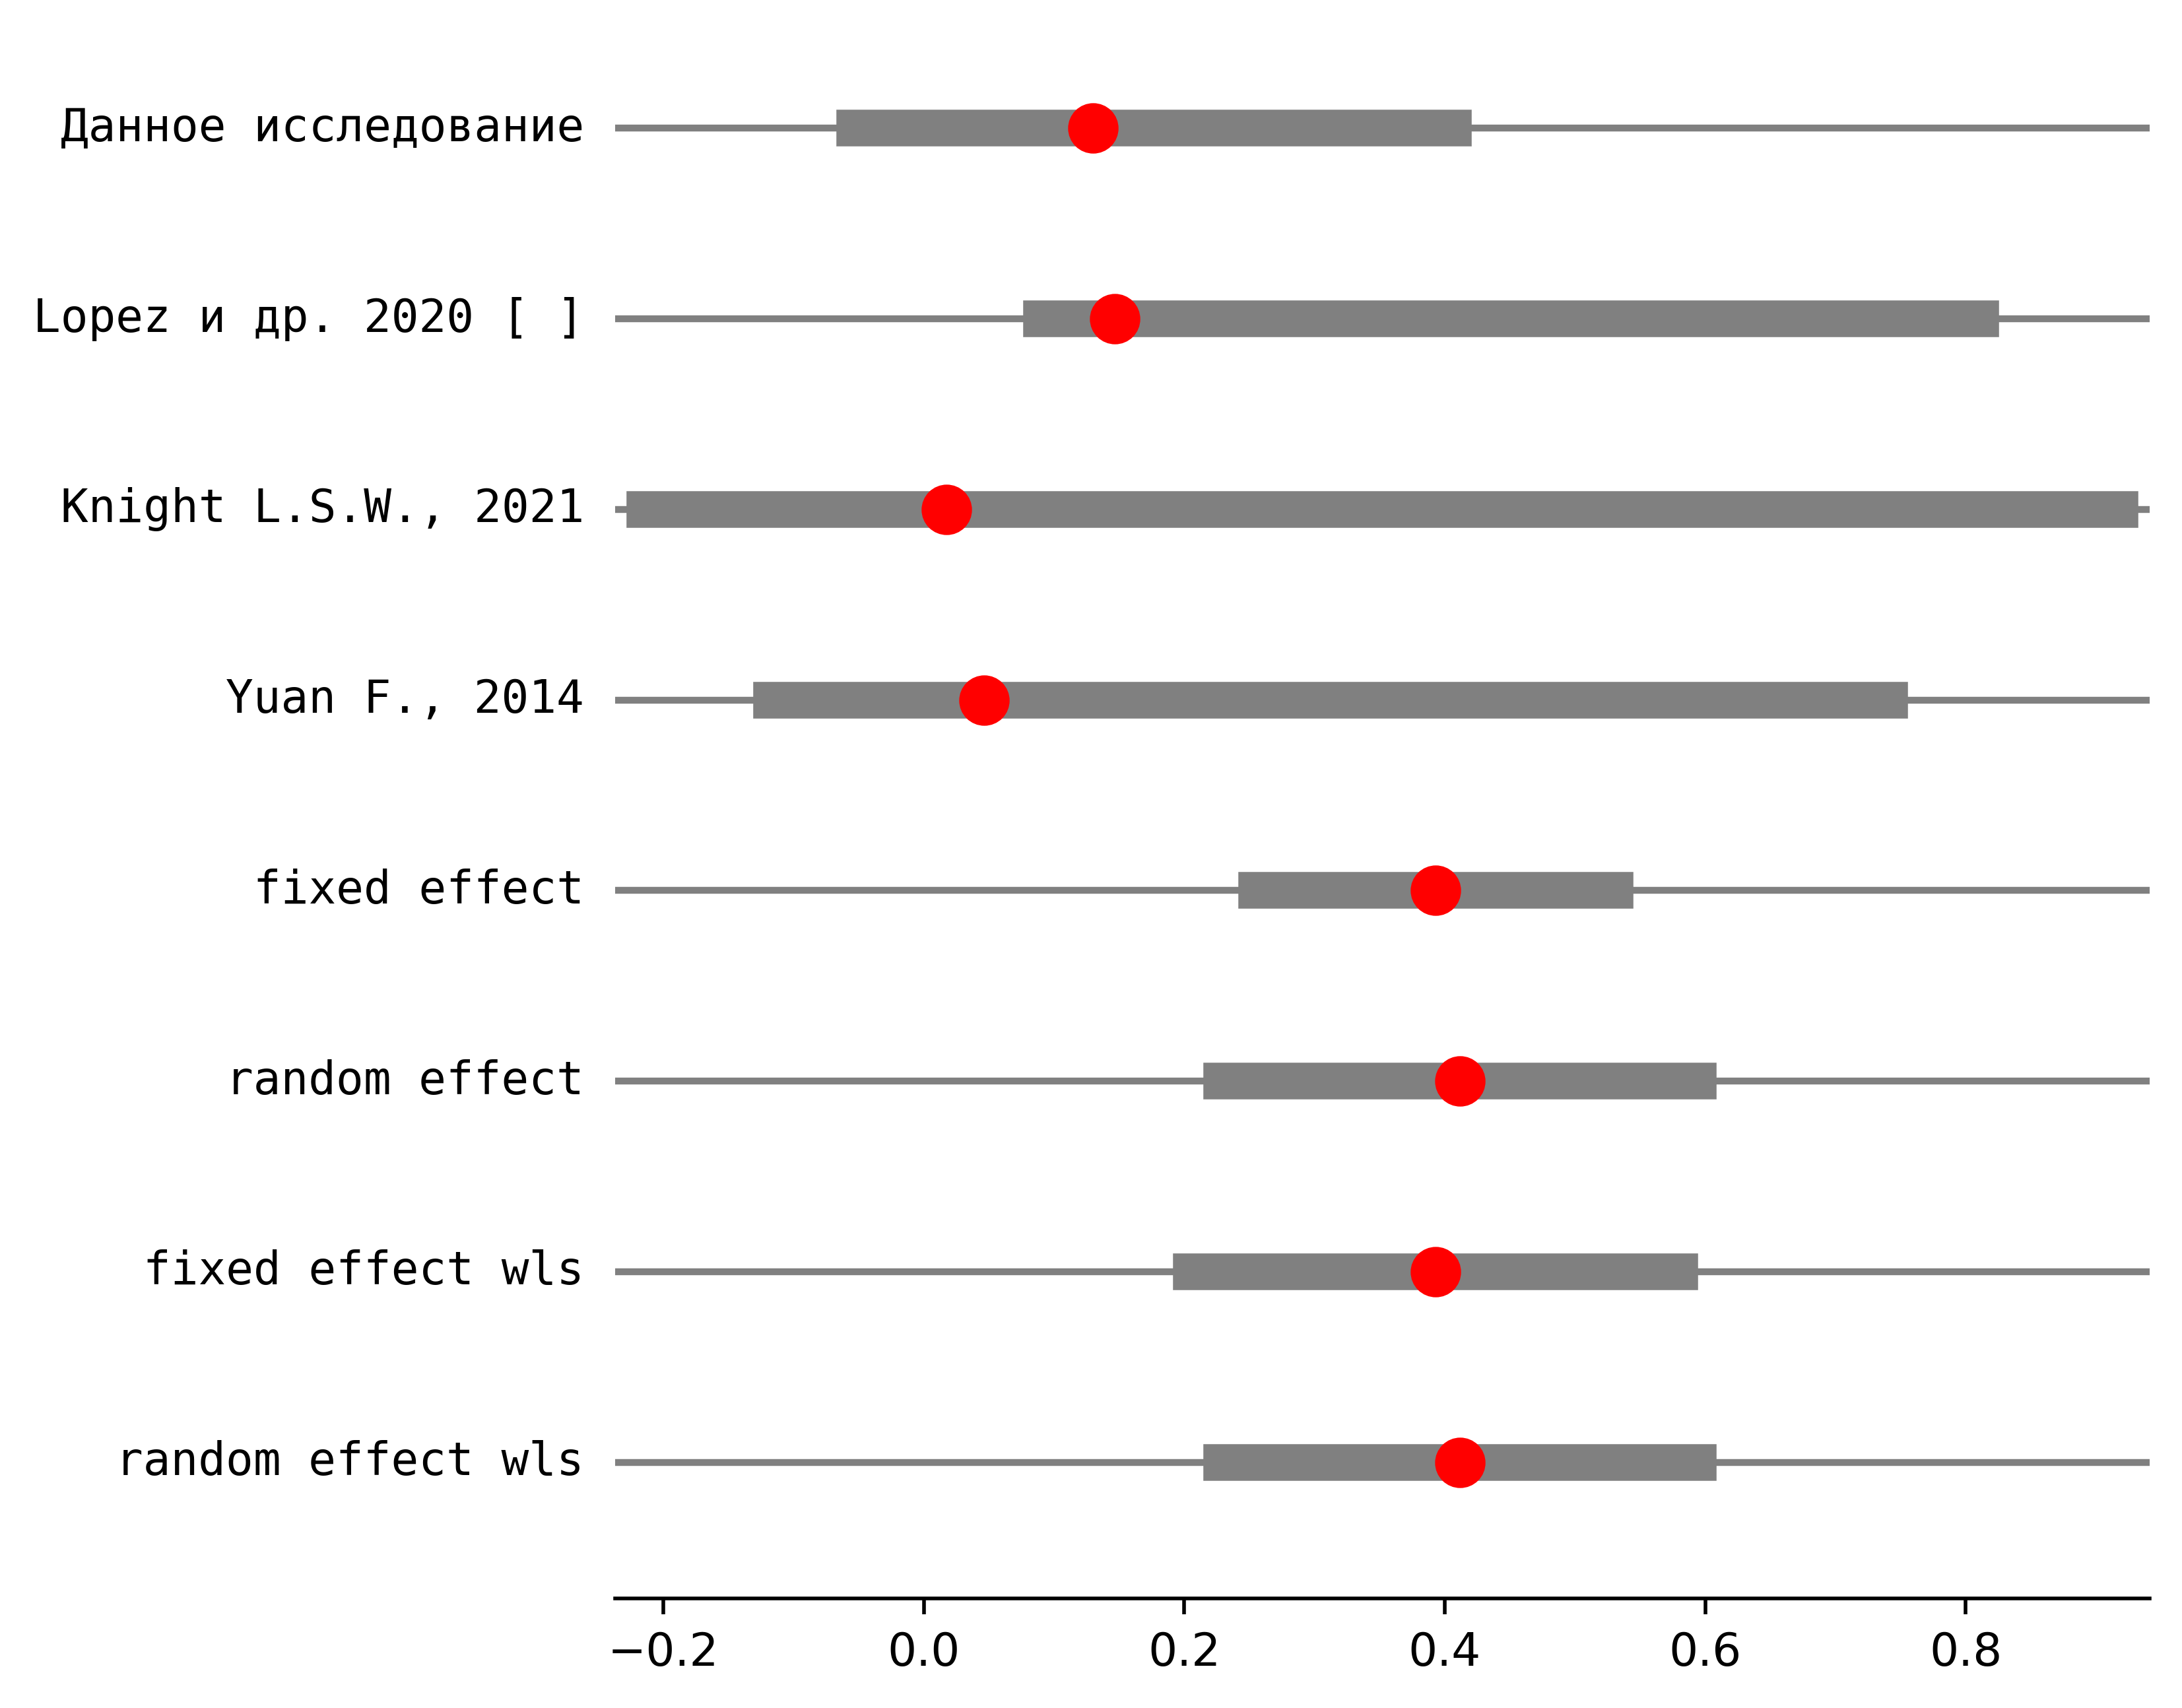 Данное исследование
Lopez и др. 2020 [ ]
Knight L.S.W., 2021
Yuan F., 2014
fixed effect
random effect
fixed effect wls
random effect wls
−0.2 0.0 0.2 0.4 0.6 0.8